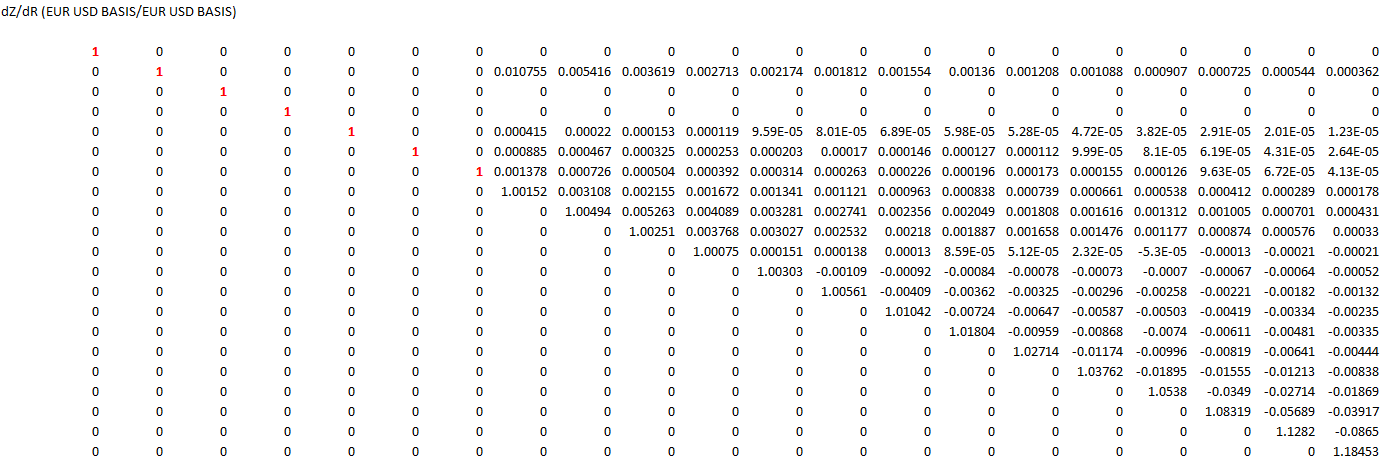 dZ/dR (EUR USD BASIS/EUR USD BASIS)
1 0 0 0 0 0 0 0 0 0 0 0 0 0 0 0 0 0 0 0 0
0 1 0 0 0 0 0 0.010755 0.005416 0.003619 0.002713 0.002174 0.001812 0.001554 0.00136 0.001208 0.001088 0.000907 0.000725 0.000544 0.000362
0 0 1 0 0 0 0 0 0 0 0 0 0 0 0 0 0 0 0 0 0
0 0 0 1 0 0 0 0 0 0 0 0 0 0 0 0 0 0 0 0 0
0 0 0 0 1 0 0 0.000415 0.00022 0.000153 0.000119 9.59E-05 8.01E-05 6.89E-05 5.98E-05 5.28E-05 4.72E-05 3.82E-05 2.91E-05 2.01E-05 1.23E-05
0 0 0 0 0 1 0 0.000885 0.000467 0.000325 0.000253 0.000203 0.00017 0.000146 0.000127 0.000112 9.99E-05 8.1E-05 6.19E-05 4.31E-05 2.64E-05
0 0 0 0 0 0 1 0.001378 0.000726 0.000504 0.000392 0.000314 0.000263 0.000226 0.000196 0.000173 0.000155 0.000126 9.63E-05 6.72E-05 4.13E-05
0 0 0 0 0 0 0 1.00152 0.003108 0.002155 0.001672 0.001341 0.001121 0.000963 0.000838 0.000739 0.000661 0.000538 0.000412 0.000289 0.000178
0 0 0 0 0 0 0 0 1.00494 0.005263 0.004089 0.003281 0.002741 0.002356 0.002049 0.001808 0.001616 0.001312 0.001005 0.000701 0.000431
0 0 0 0 0 0 0 0 0 1.00251 0.003768 0.003027 0.002532 0.00218 0.001887 0.001658 0.001476 0.001177 0.000874 0.000576 0.00033
0 0 0 0 0 0 0 0 0 0 1.00075 0.000151 0.000138 0.00013 8.59E-05 5.12E-05 2.32E-05 -5.3E-05 -0.00013 -0.00021 -0.00021
0 0 0 0 0 0 0 0 0 0 0 1.00303 -0.00109 -0.00092 -0.00084 -0.00078 -0.00073 -0.0007 -0.00067 -0.00064 -0.00052
0 0 0 0 0 0 0 0 0 0 0 0 1.00561 -0.00409 -0.00362 -0.00325 -0.00296 -0.00258 -0.00221 -0.00182 -0.00132
0 0 0 0 0 0 0 0 0 0 0 0 0 1.01042 -0.00724 -0.00647 -0.00587 -0.00503 -0.00419 -0.00334 -0.00235
0 0 0 0 0 0 0 0 0 0 0 0 0 0 1.01804 -0.00959 -0.00868 -0.0074 -0.00611 -0.00481 -0.00335
0 0 0 0 0 0 0 0 0 0 0 0 0 0 0 1.02714 -0.01174 -0.00996 -0.00819 -0.00641 -0.00444
0 0 0 0 0 0 0 0 0 0 0 0 0 0 0 0 1.03762 -0.01895 -0.01555 -0.01213 -0.00838
0 0 0 0 0 0 0 0 0 0 0 0 0 0 0 0 0 1.0538 -0.0349 -0.02714 -0.01869
0 0 0 0 0 0 0 0 0 0 0 0 0 0 0 0 0 0 1.08319 -0.05689 -0.03917
0 0 0 0 0 0 0 0 0 0 0 0 0 0 0 0 0 0 0 1.1282 -0.0865
0 0 0 0 0 0 0 0 0 0 0 0 0 0 0 0 0 0 0 0 1.18453